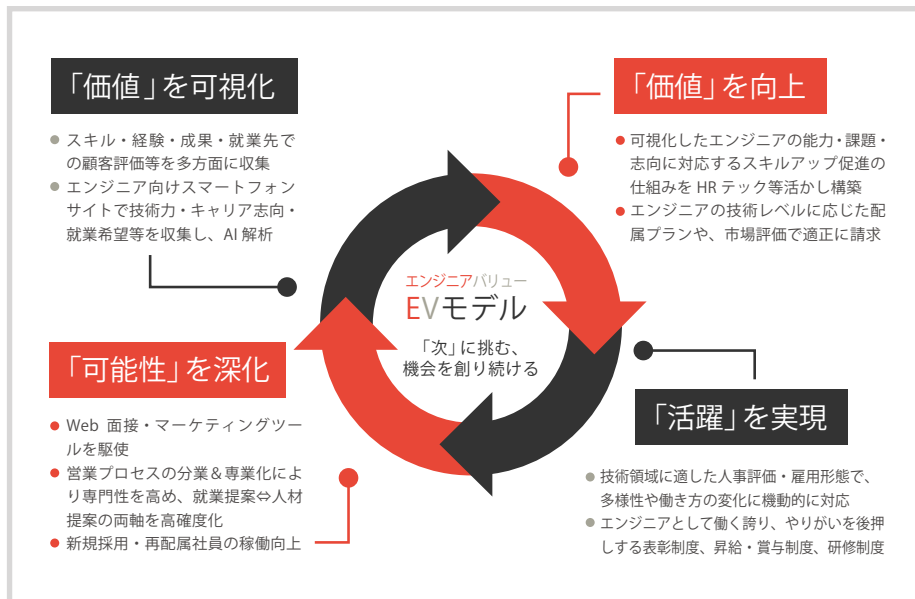 「価値」を可視化
● スキル・経験・成果・就業先で
の顧客評価等を多方面に収集
● エンジニア向けスマートフォン
サイトで技術力・キャリア志向・
就業希望等を収集し、AI 解析
「価値」を向上
● 可視化したエンジニアの能力・課題・
志向に対応するスキルアップ促進の
仕組みを HR テック等活かし構築
● エンジニアの技術レベルに応じた配
属プランや、市場評価で適正に請求
エンジニアバリュー
EVモデル
「次」に挑む、
機会を創り続ける
「可能性」を深化
● Web 面接・マーケティングツー
ルを駆使
● 営業プロセスの分業＆専業化によ
り専門性を高め、就業提案⇔人材
提案の両軸を高確度化
● 新規採用・再配属社員の稼働向上
「活躍」を実現
● 技術領域に適した人事評価・雇用形態で、
多様性や働き方の変化に機動的に対応
● エンジニアとして働く誇り、やりがいを後押
しする表彰制度、昇給・賞与制度、研修制度